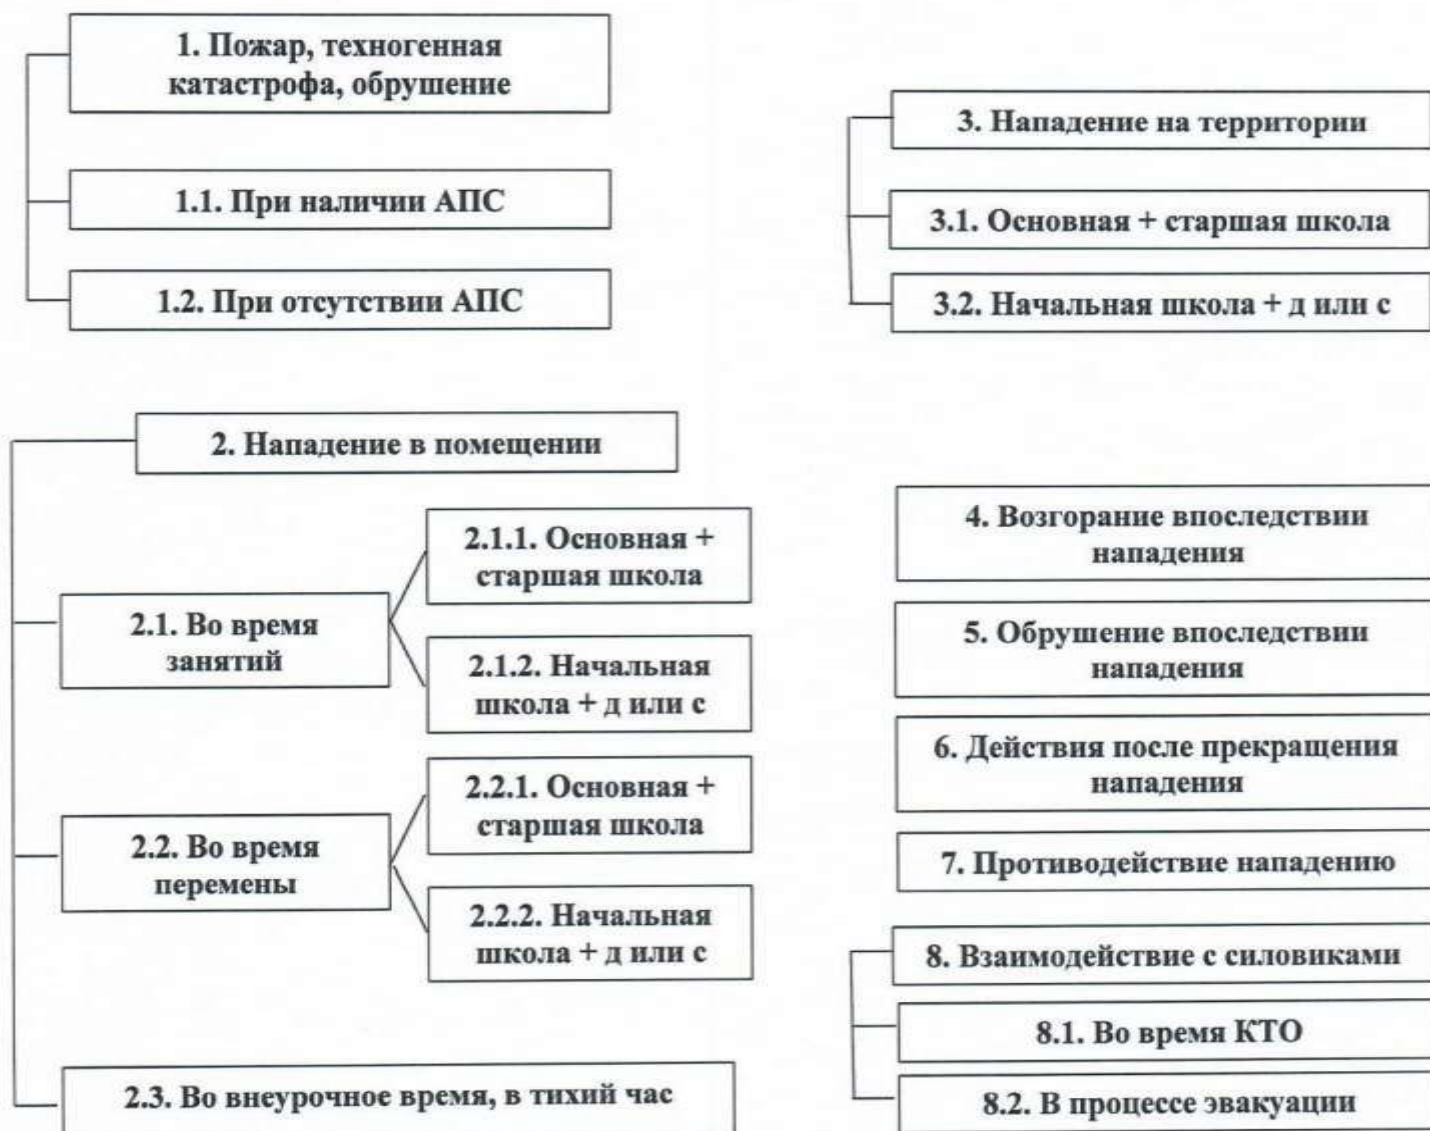 1. Пожар, техногенная
катастрофа, обрушение
1.1. При наличии АПС
1.2. При отсутствии АПС
2. Нападение в помещении
2.1. Во время
занятий
2.1.1. Основная +
старшая школа
2.1.2. Начальная
школа + д или с
2.2. Во время
перемены
2.2.1. Основная +
старшая школа
2.2.2. Начальная
школа + д или с
2.3. Во внеурочное время, в тихий час
3. Нападение на территории
3.1. Основная + старшая школа
3.2. Начальная школа + д или с
4. Возгорание впоследствии
нападения
5. Обрушение впоследствии
нападения
6. Действия после прекращения
нападения
7. Противодействие нападению
8. Взаимодействие с силовиками
8.1. Во время КТО
8.2. В процессе эвакуации